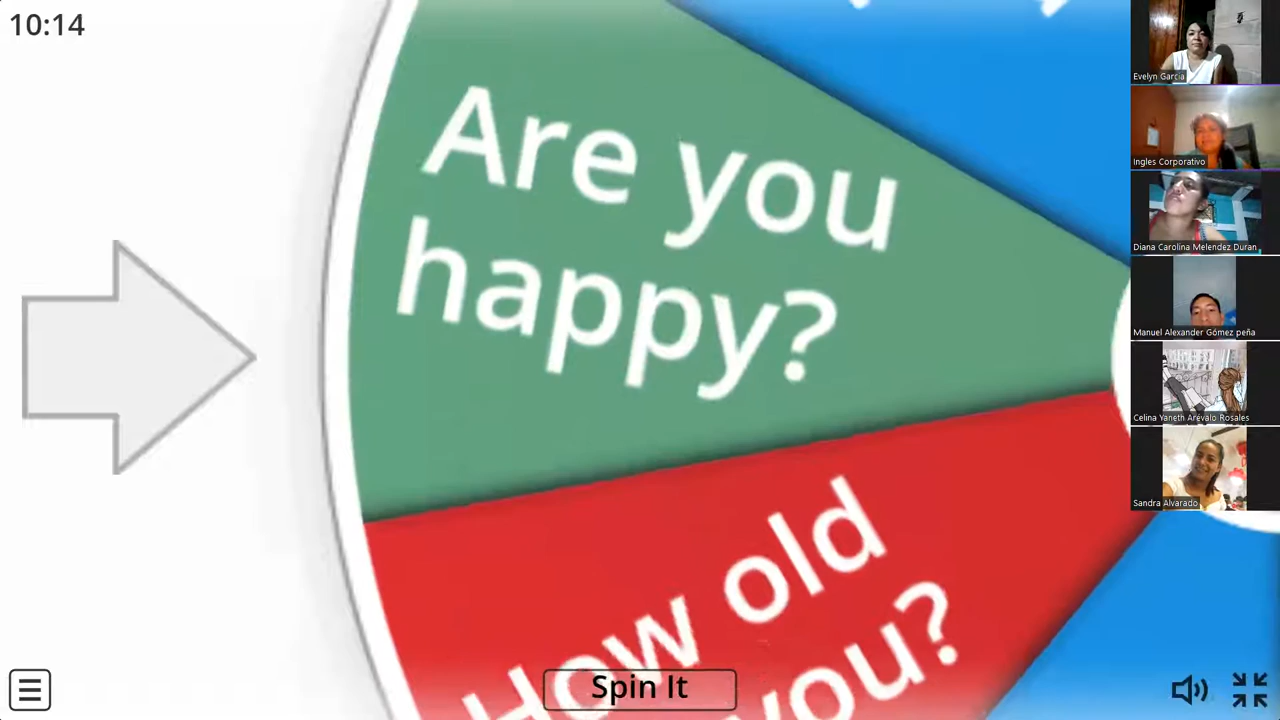 10:14
Are you
happy?
How old
you?
Spin It
Evelyn Garcia
Ingles Corporativo
Diana Carolina Melendez Duran
Manuel Alexander Gómez peña
Celina Yaneth Arévalo Rosales
Sandra Alvarado